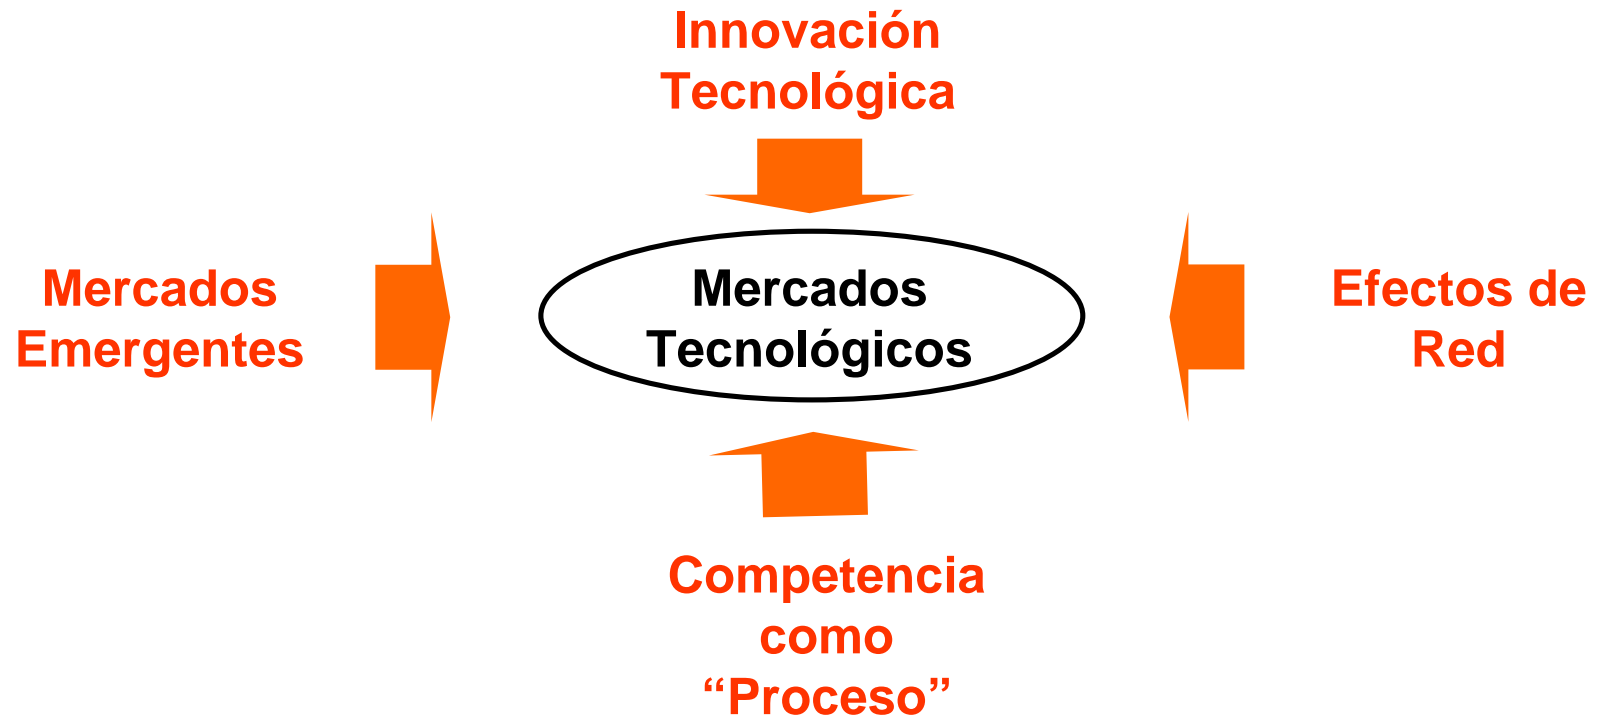 Innovación
Tecnológica
Mercados
Emergentes
Mercados
Tecnológicos
Efectos de
Red
Competencia
como
“Proceso”